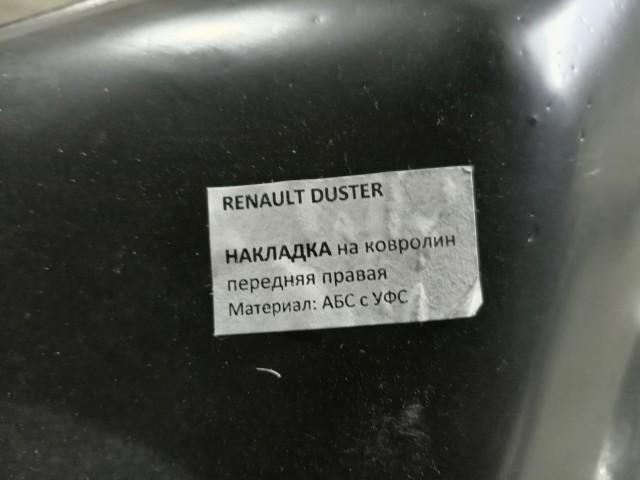 RENAULT DUSTER
НАКЛАДКА на ковролин
передняя правая
Материал: АБС с УФС